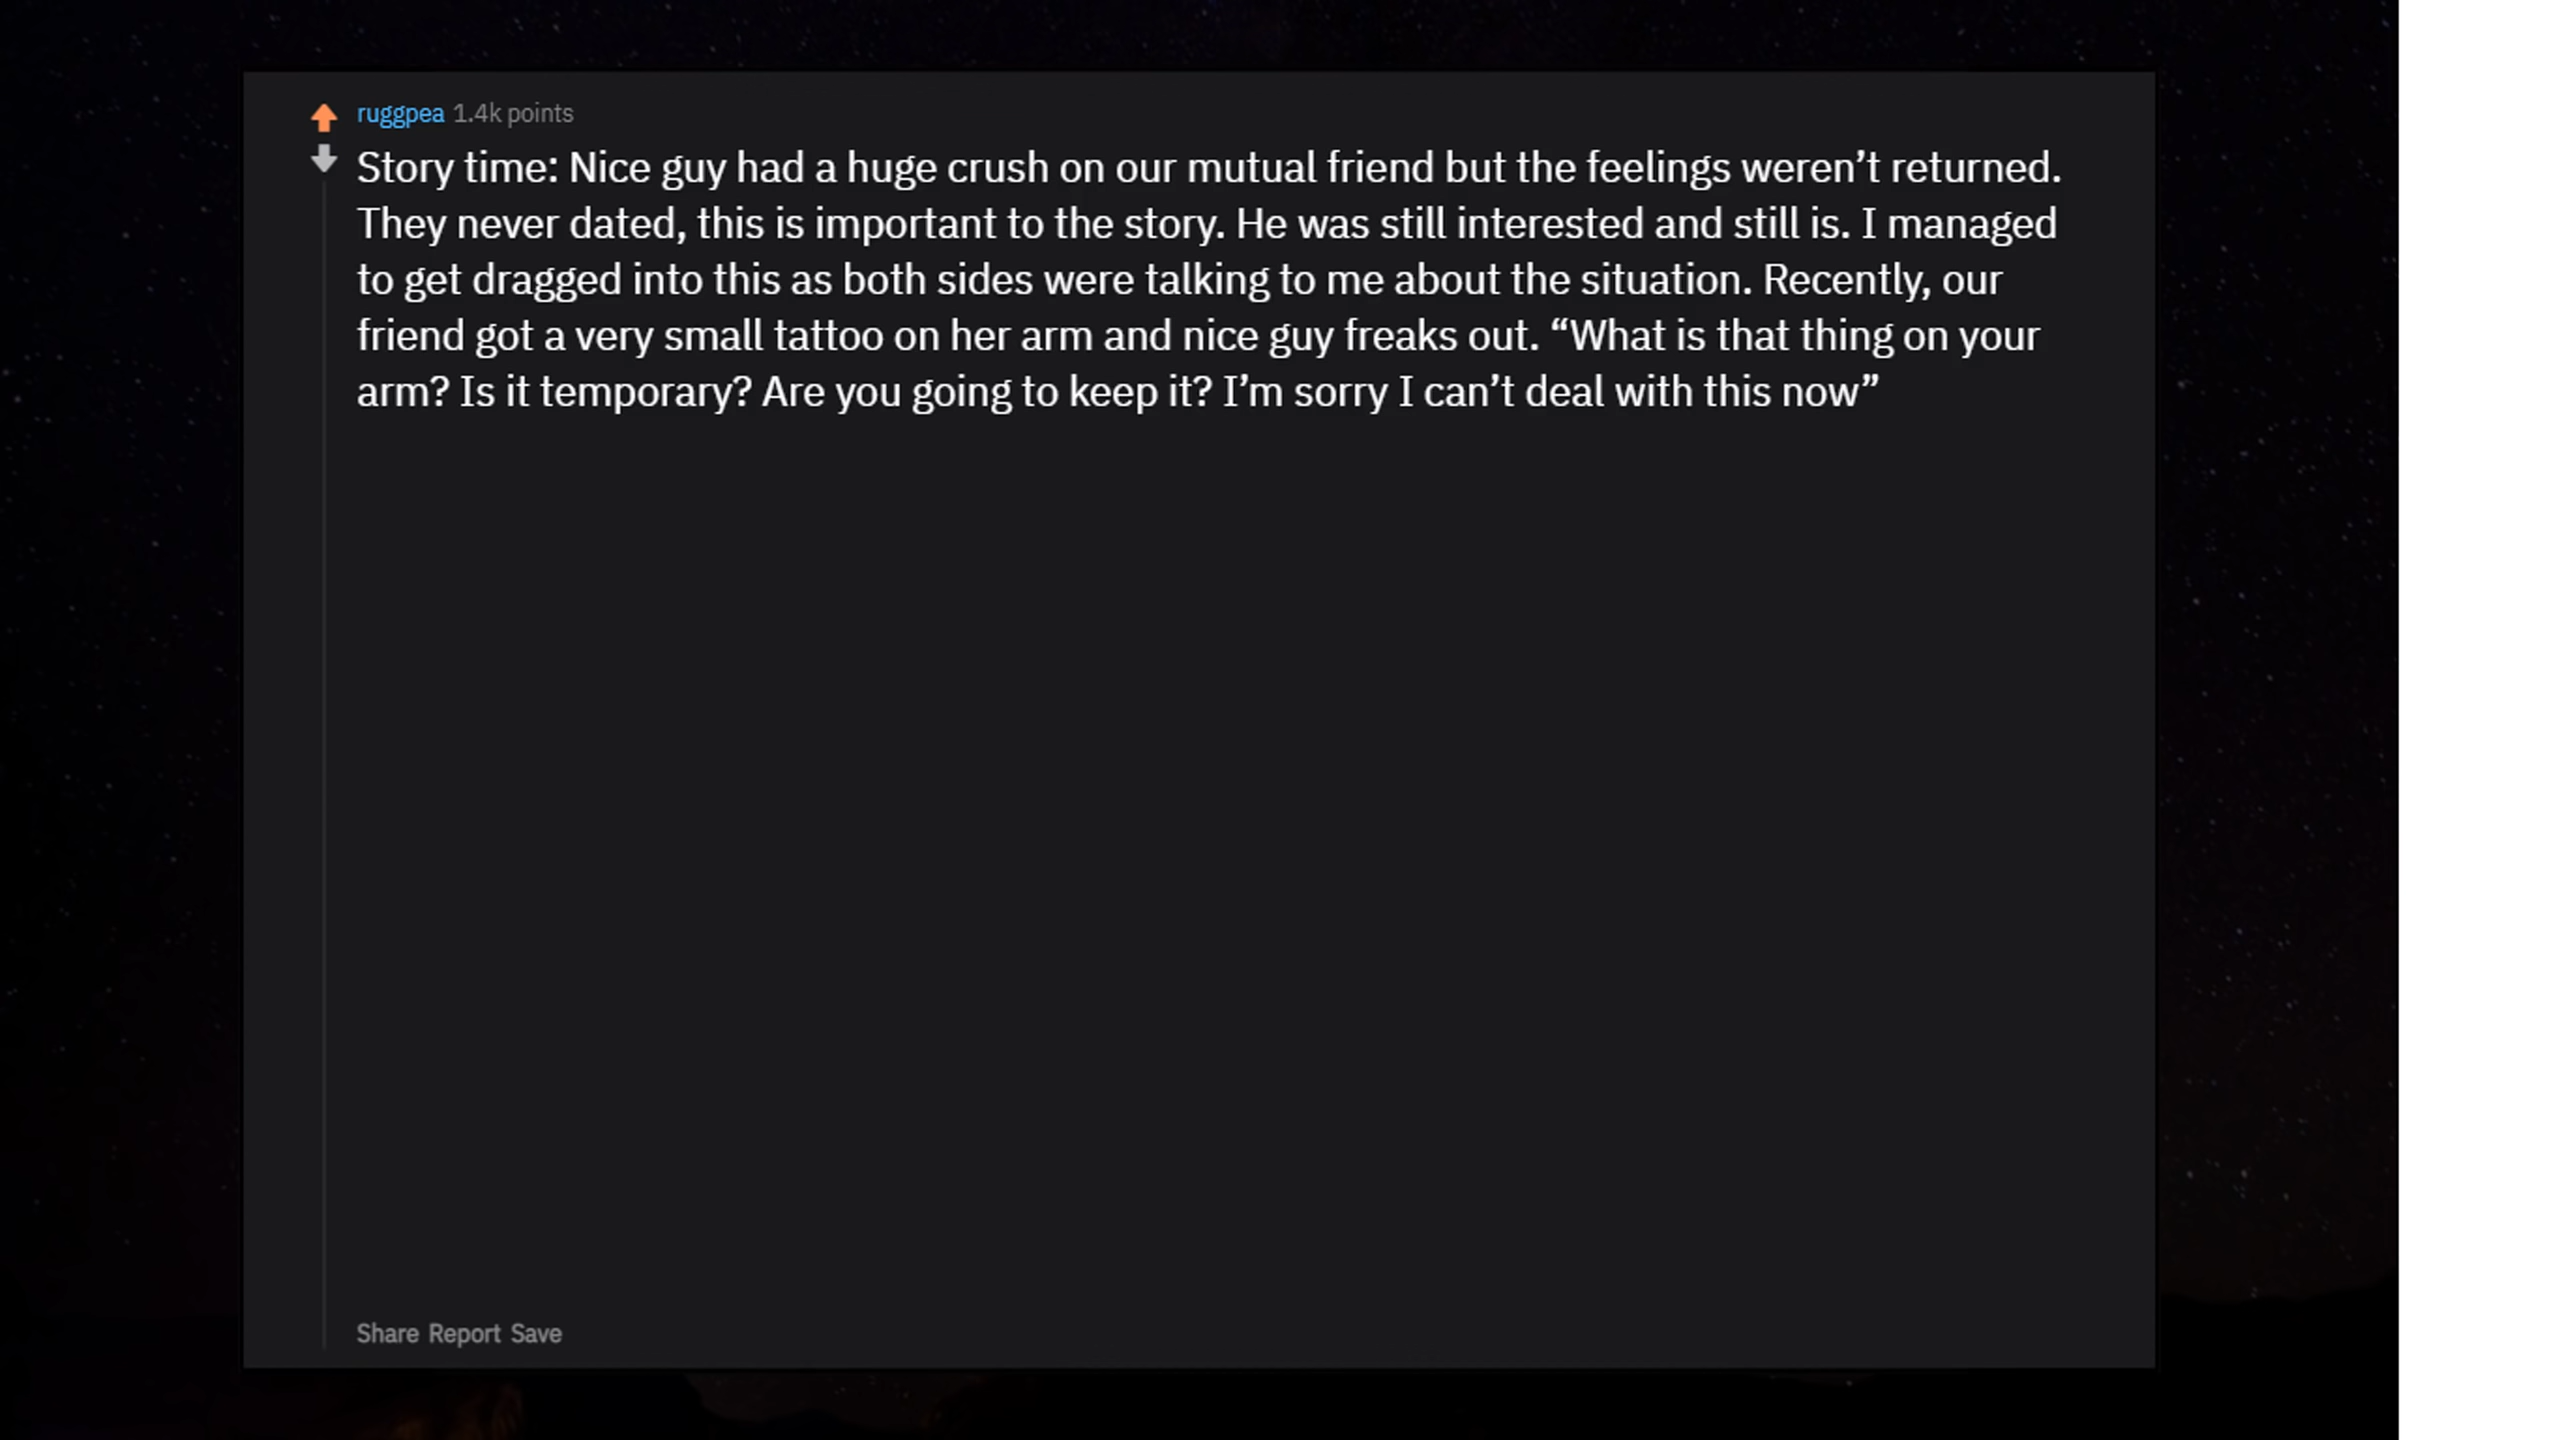 ruggpea 1.4k points
Story time: Nice guy had a huge crush on our mutual friend but the feelings weren’t returned.
They never dated, this is important to the story. He was still interested and still is. I managed
to get dragged into this as both sides were talking to me about the situation. Recently, our
friend got a very small tattoo on her arm and nice guy freaks out. “What is that thing on your
arm? Is it temporary? Are you going to keep it? I’m sorry I can’t deal with this now”
Share Report Save